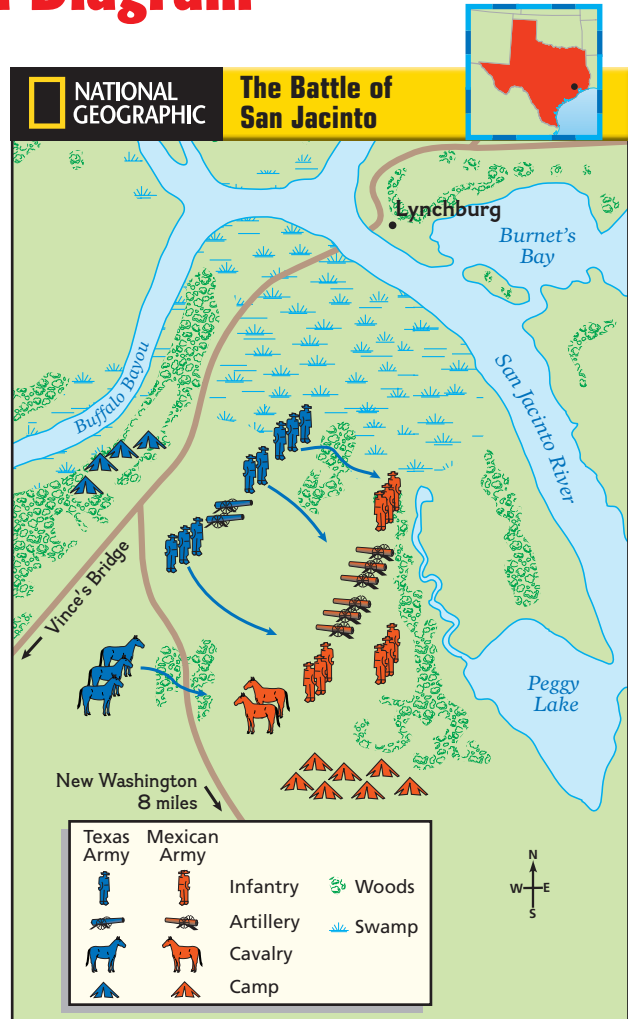 Diagram
NATIONAL
GEOGRAPHIC
The Battle of
San Jacinto
Lynchburg
Burnet's
Bay
San Jacinto River
Buffalo Bayou
Vince's Bridge
Peggy
Lake
New Washington
8 miles
Texas
Army
Mexican
Army
Infantry
Artillery
Cavalry
Camp
Woods
Swamp
N
W E
S